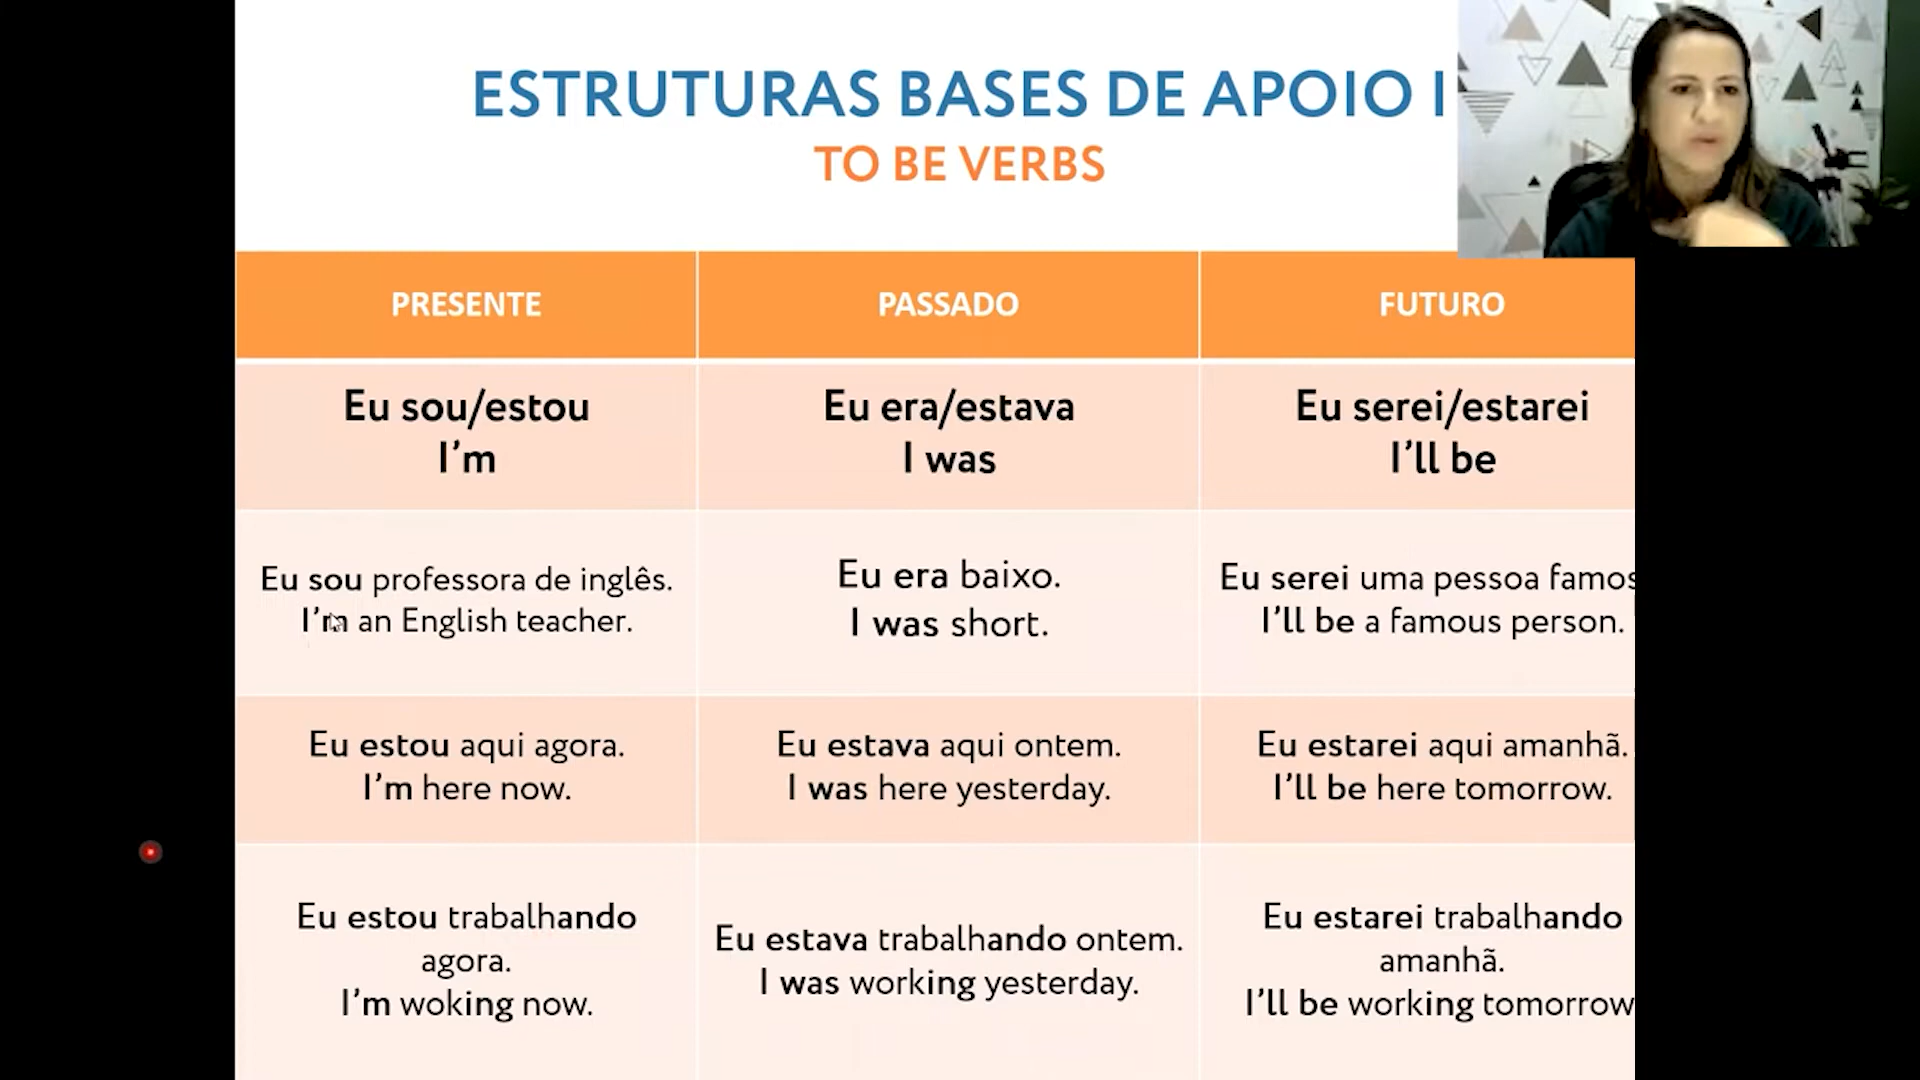 ESTRUTURAS BASES DE APOIO I
TO BE VERBS
PRESENTE
PASSADO
FUTURO
Eu sou/estou
I'm
Eu era/estava
I was
Eu serei/estarei
I'll be
Eu sou professora de inglês.
I'm an English teacher.
Eu era baixo.
I was short.
Eu serei uma pessoa famos
I'll be a famous person.
Eu estou aqui agora.
I'm here now.
Eu estava aqui ontem.
I was here yesterday.
Eu estarei aqui amanhã.
I'll be here tomorrow.
Eu estou trabalhando
agora.
I'm woking now.
Eu estava trabalhando ontem.
I was working yesterday.
Eu estarei trabalhando
amanhã.
I'll be working tomorrow